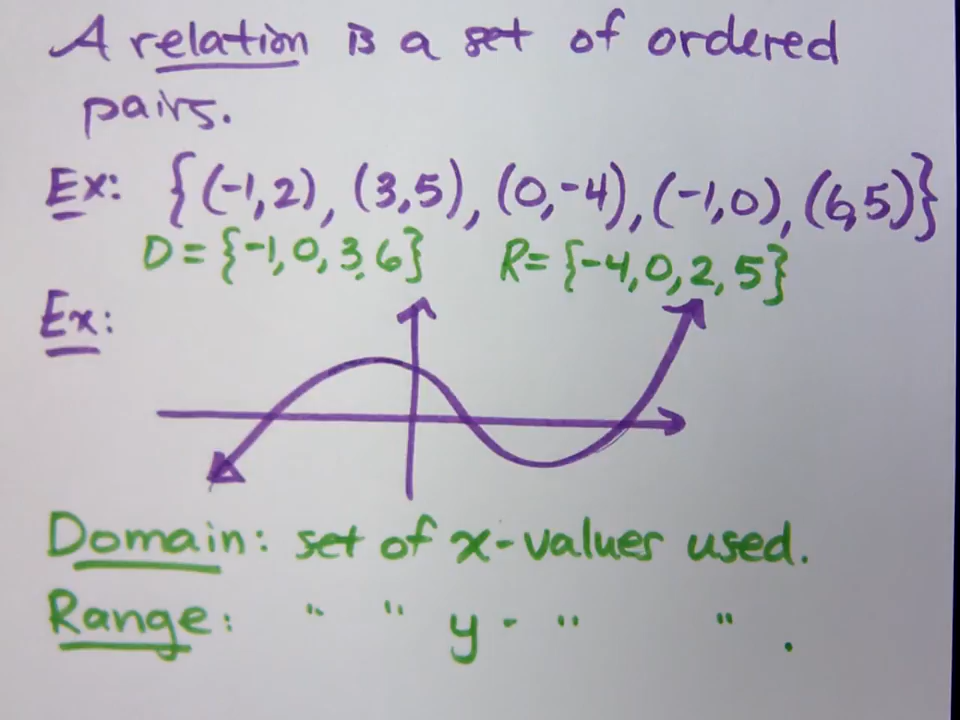 A relation is a set of ordered
pairs.
Ex: {(-1,2), (3,5), (0,-4), (-1,0), (6,5)}
D = {-1, 0, 3, 6} R = {-4, 0, 2, 5}
Ex:
Domain: set of x-values used.
Range: " " y - " " .